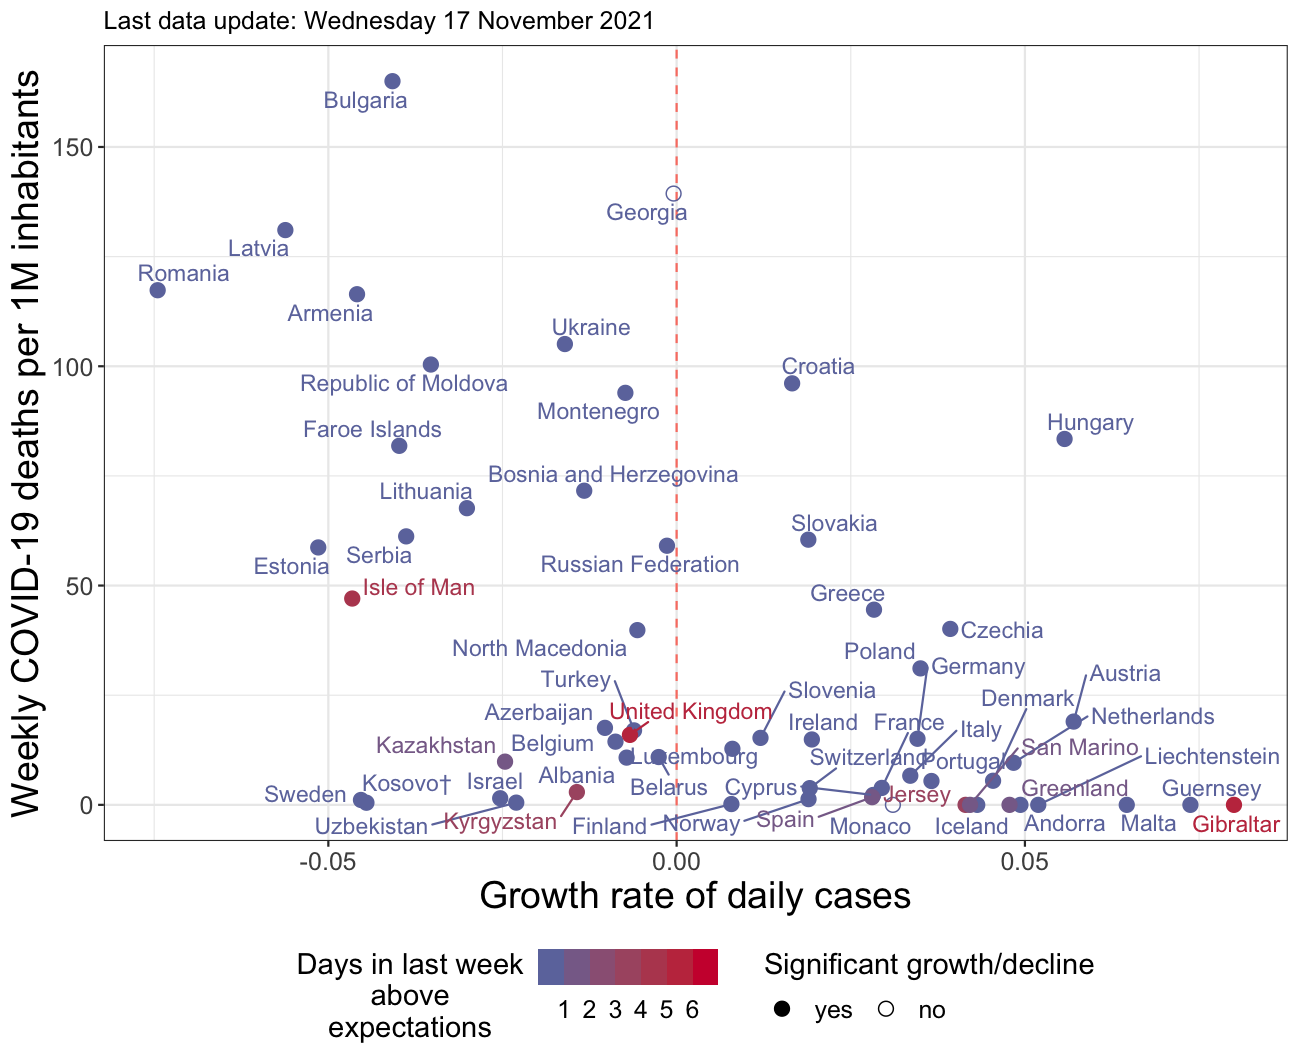 Last data update: Wednesday 17 November 2021
Weekly COVID-19 deaths per 1M inhabitants
150
100
50
0
Bulgaria
Georgia
Latvia
Romania
Armenia
Ukraine
Croatia
Republic of Moldova
Montenegro
Hungary
Faroe Islands
Bosnia and Herzegovina
Lithuania
Slovakia
Serbia
Estonia
Russian Federation
Isle of Man
Greece
Czechia
North Macedonia
Poland
Germany
Turkey
Austria
Slovenia
Denmark
Azerbaijan
United Kingdom
Netherlands
Ireland
France
Italy
Kazakhstan
Belgium
San Marino
Luxembourg
Switzerland
Portugal
Liechtenstein
Albania
Kosovo†
Israel
Belarus
Cyprus
Greenland
Guernsey
Sweden
Jersey
Uzbekistan
Kyrgyzstan
Finland
Norway
Spain
Monaco
Iceland
Andorra
Malta
Gibraltar
-0.05
0.00
0.05
Growth rate of daily cases
Days in last week
above
expectations
1 2 3 4 5 6
Significant growth/decline
yes
no